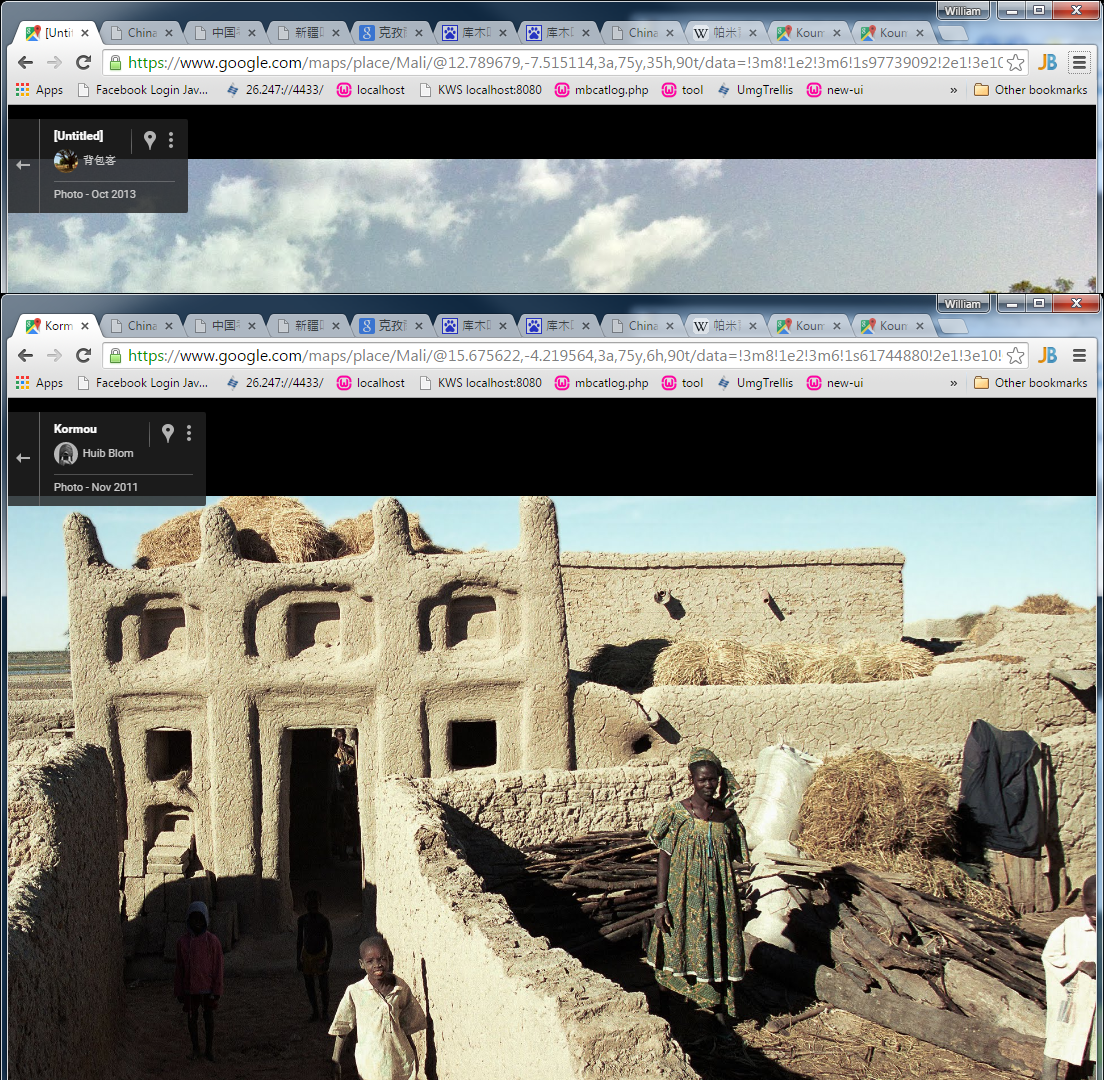 William
[Untit
China
中国
新疆
克孜
库木
库木
China
帕米
Koum
Koun
https://www.google.com/maps/place/Mali/@12.789679,-7.515114,3a,75y,35h,90t/data=!3m8!1e2!3m6!1s97739092!2e1!3e10
Apps Facebook Login Jav... 26.247://4433/ localhost KWS localhost:8080 mbcatlog.php tool UmgTrellis new-ui » Other bookmarks
[Untitled]
背包客
Photo - Oct 2013
William
Korm
China
中国
新疆
克孜
库木
库木
China
帕米
Koum
Koun
https://www.google.com/maps/place/Mali/@15.675622,-4.219564,3a,75y,6h,90t/data=!3m8!1e2!3m6!1s61744880!2e1!3e10!
Apps Facebook Login Jav... 26.247://4433/ localhost KWS localhost:8080 mbcatlog.php tool UmgTrellis new-ui » Other bookmarks
Kormou
Huib Blom
Photo - Nov 2011